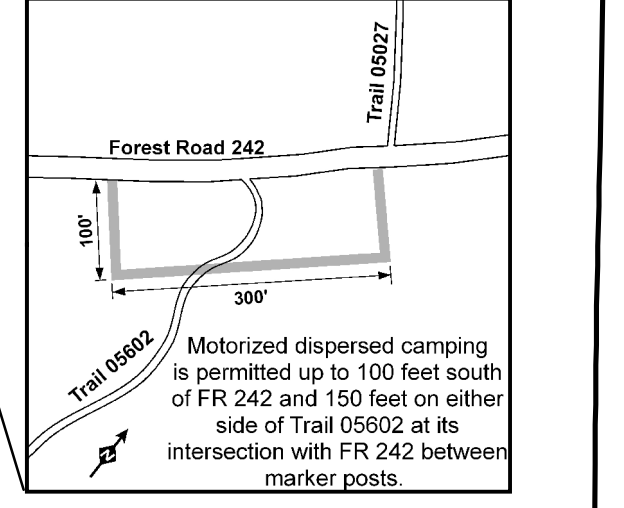 Trail 05027
Forest Road 242
100'
300'
Trail 05602
Motorized dispersed camping
is permitted up to 100 feet south
of FR 242 and 150 feet on either
side of Trail 05602 at its
intersection with FR 242 between
marker posts.
N